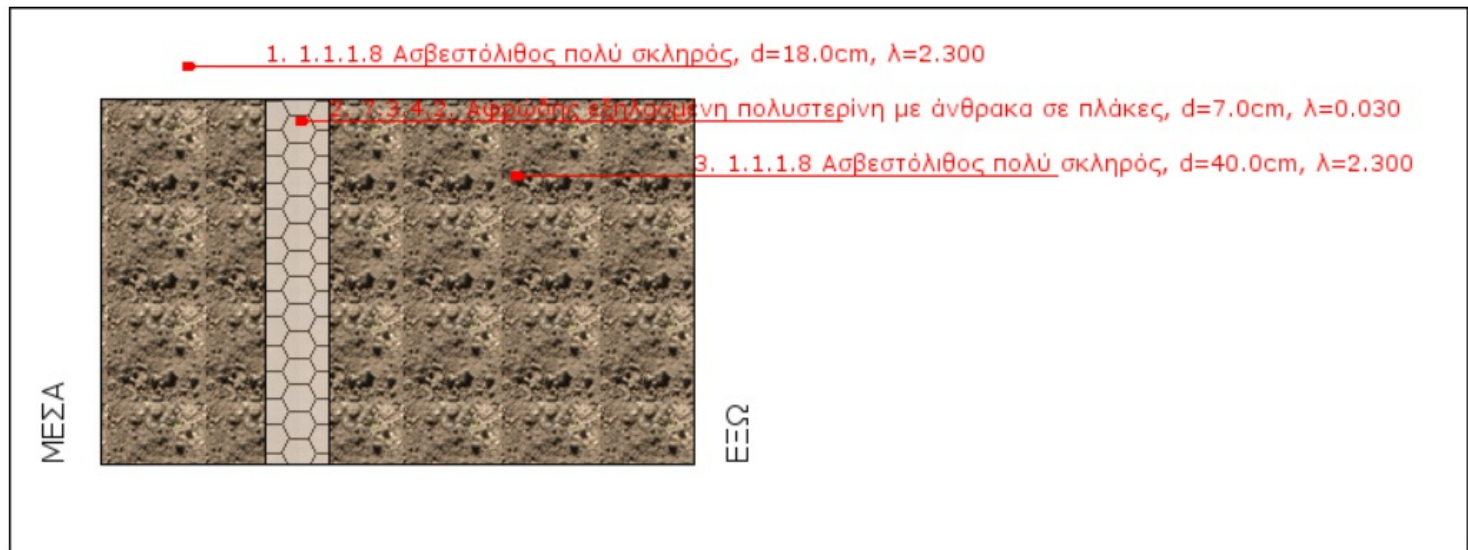 1. 1.1.1.8 Ασβεστόλιθος πολύ σκληρός, d=18.0cm, λ=2.300
2. 7.3.4.2. Αφρώδης εξηλασμένη πολυστερίνη με άνθρακα σε πλάκες, d=7.0cm, λ=0.030
3. 1.1.1.8 Ασβεστόλιθος πολύ σκληρός, d=40.0cm, λ=2.300
ΜΕΣΑ
ΕΞΩ